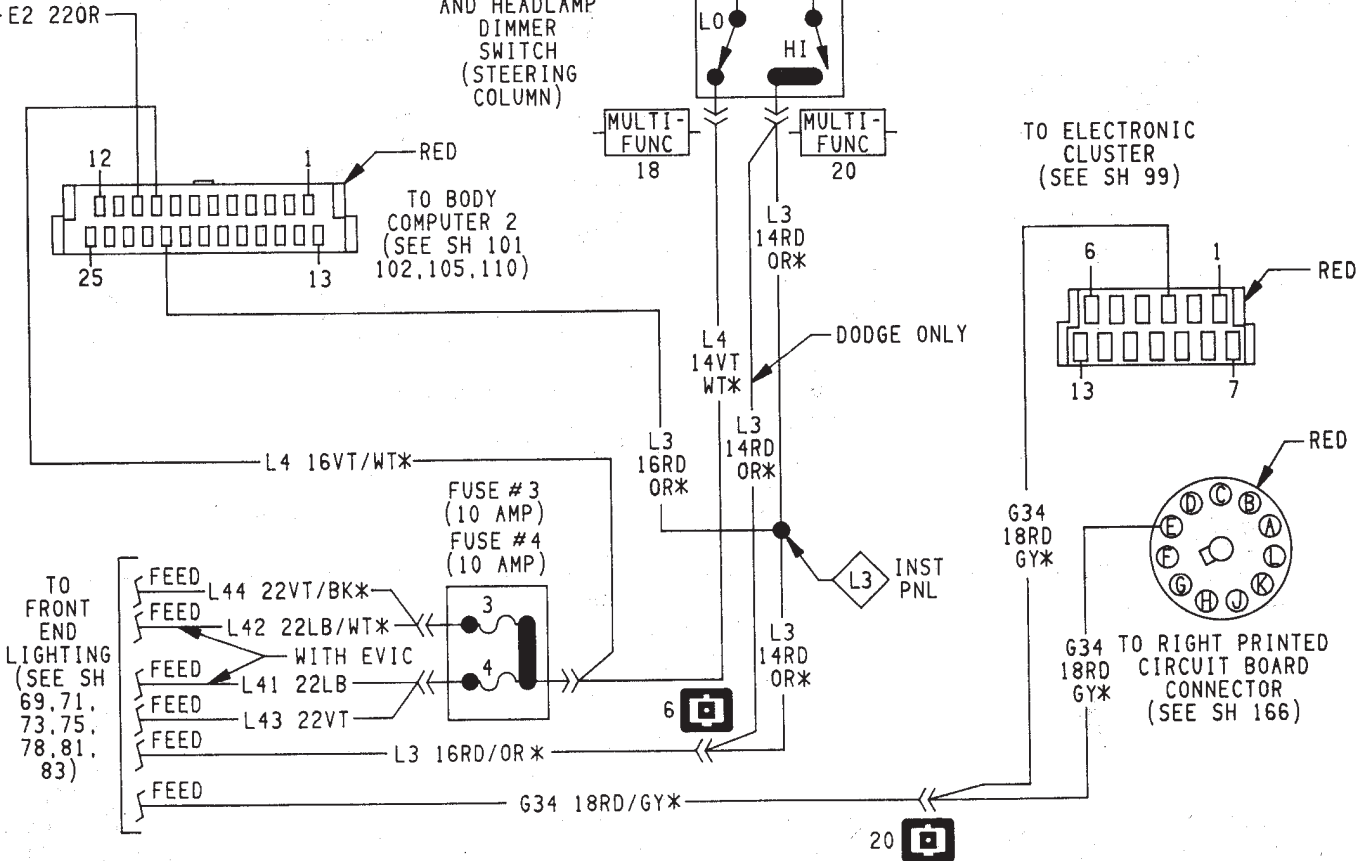 E2 22OR
AND HEADLAMP
DIMMER
SWITCH
(STEERING
COLUMN)
LO
HI
MULTI-
FUNC
18
MULTI-
FUNC
20
TO ELECTRONIC
CLUSTER
(SEE SH 99)
12
1
RED
TO BODY
COMPUTER 2
(SEE SH 101
102,105,110)
25
13
L3
14RD
OR*
6
1
RED
13
7
L4
14VT
WT*
DODGE ONLY
L3
16RD
OR*
L3
14RD
OR*
L4 16VT/WT*
RED
FUSE #3
(10 AMP)
FUSE #4
(10 AMP)
G34
18RD
GY*
C
B
D
A
E
L
F
K
G
J
H
L3
INST
PNL
TO
FRONT
END
LIGHTING
(SEE SH
69,71,
73,75,
78,81,
83)
FEED
L44 22VT/BK*
FEED
L42 22LB/WT*
WITH EVIC
FEED
L41 22LB
FEED
L43 22VT
FEED
L3 16RD/OR*
FEED
G34 18RD/GY*
3
4
L3
14RD
OR*
6
G34
18RD
GY*
TO RIGHT PRINTED
CIRCUIT BOARD
CONNECTOR
(SEE SH 166)
20